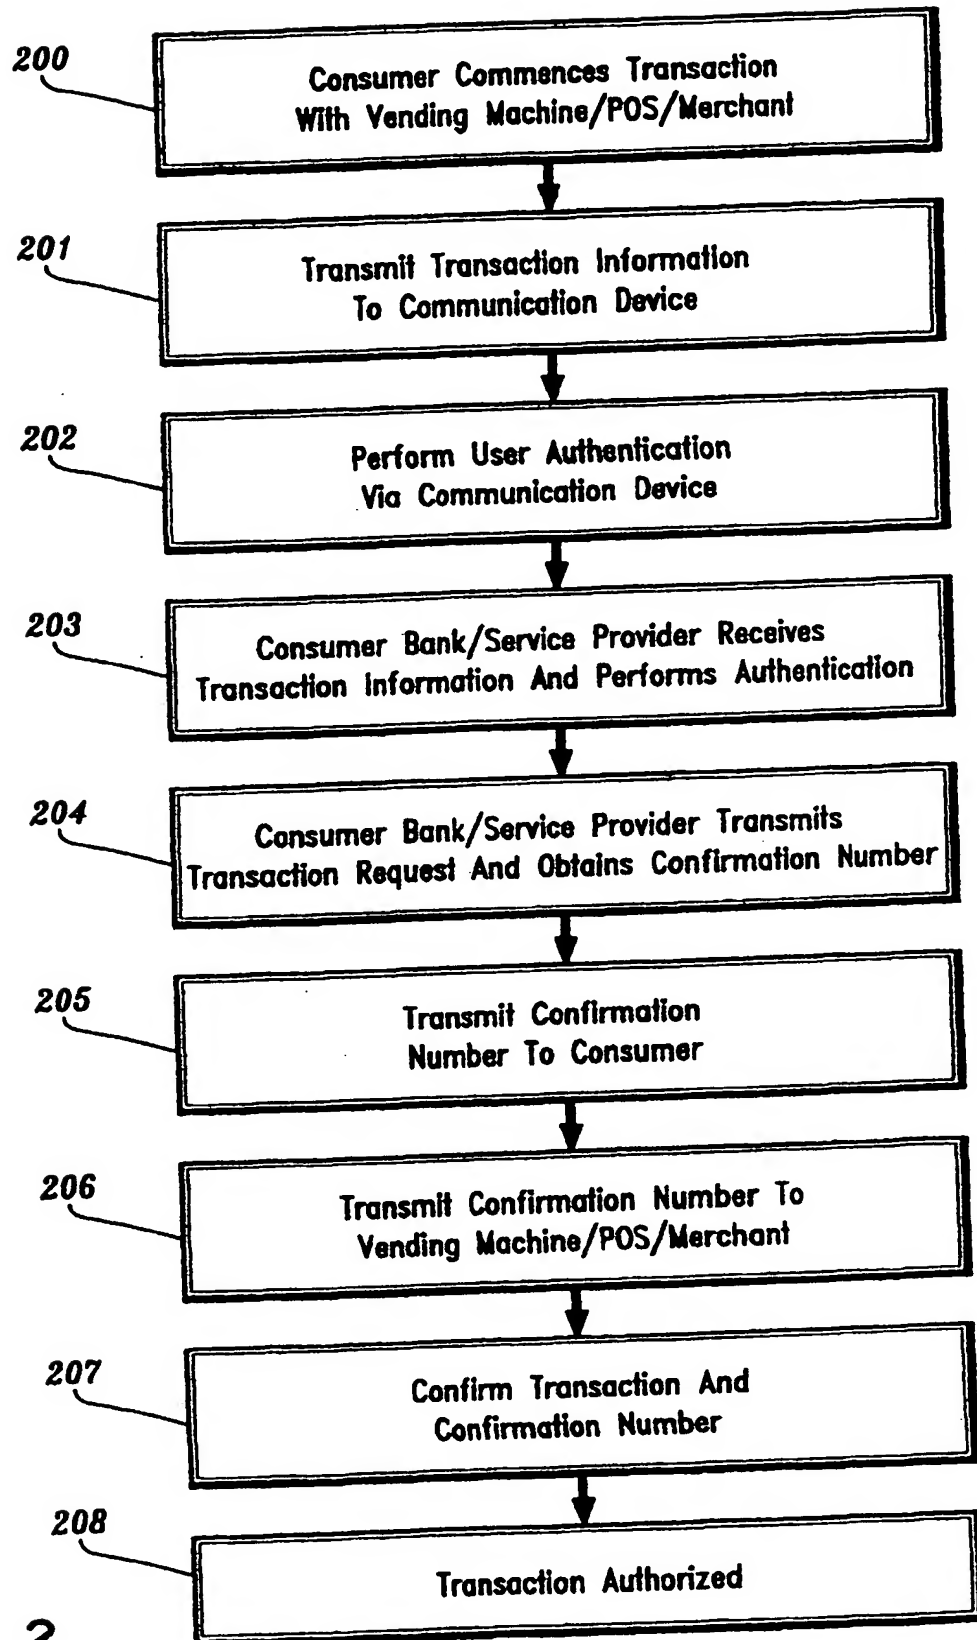 200
Consumer Commences Transaction
With Vending Machine/POS/Merchant
201
Transmit Transaction Information
To Communication Device
202
Perform User Authentication
Via Communication Device
203
Consumer Bank/Service Provider Receives
Transaction Information And Performs Authentication
204
Consumer Bank/Service Provider Transmits
Transaction Request And Obtains Confirmation Number
205
Transmit Confirmation
Number To Consumer
206
Transmit Confirmation Number To
Vending Machine/POS/Merchant
207
Confirm Transaction And
Confirmation Number
208
Transaction Authorized
2